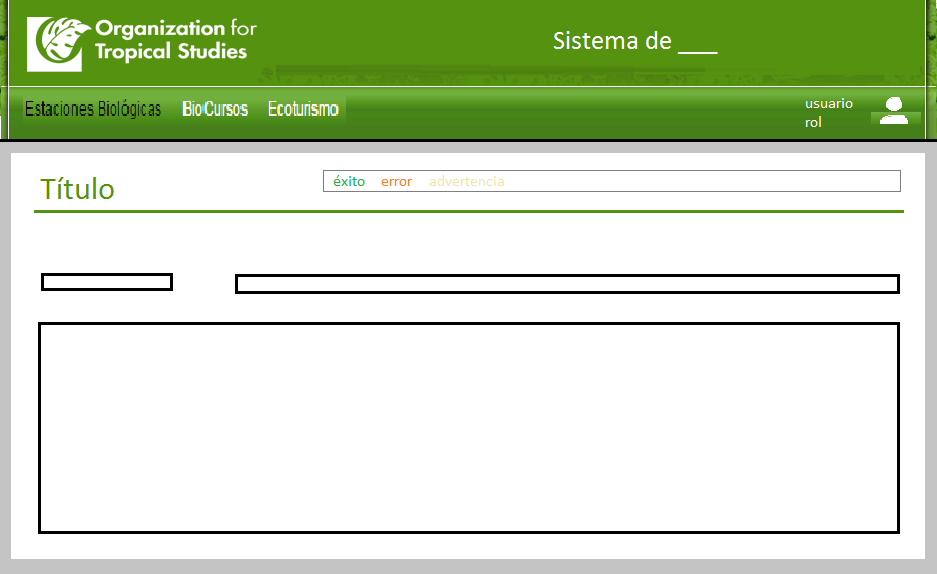 Organization for
Tropical Studies
Sistema de ___
Estaciones Biológicas BioCursos Ecoturismo
usuario
rol
Título
éxito error advertencia